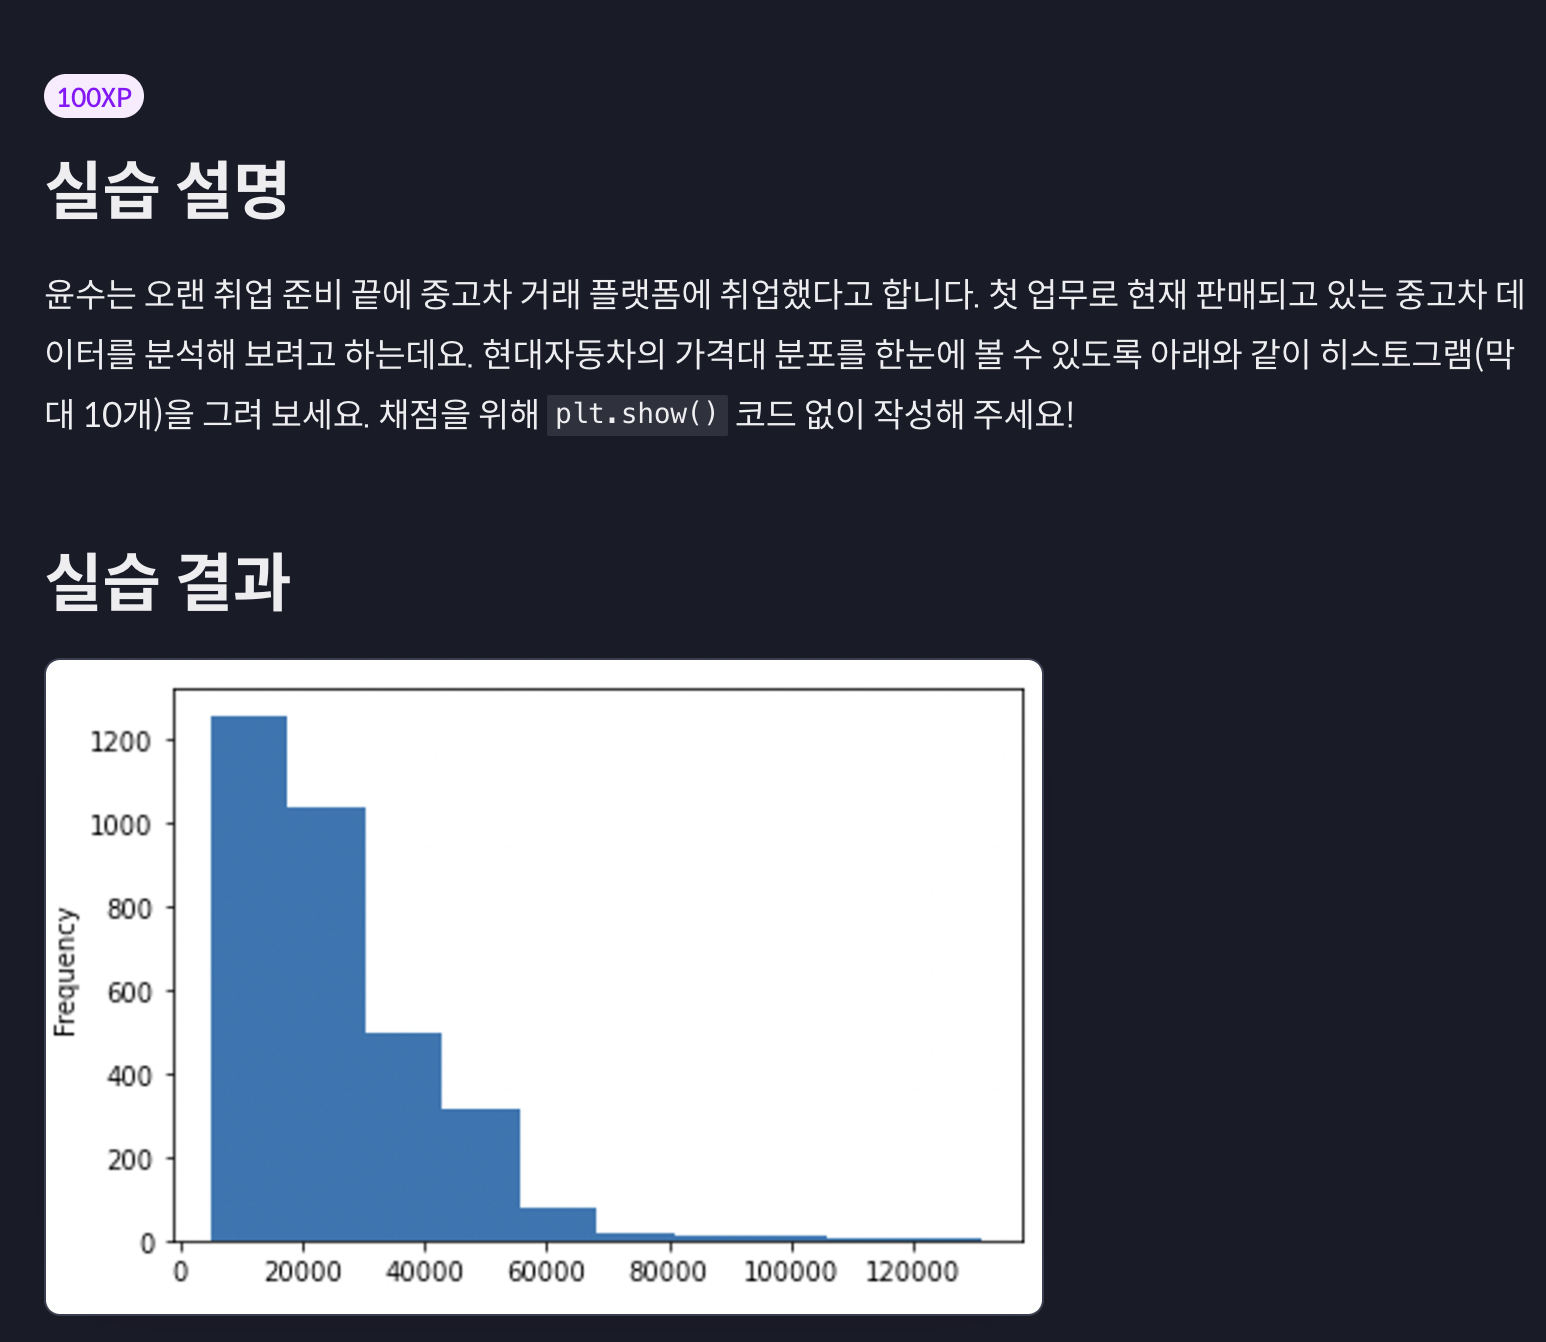 100XP
실습 설명
윤수는 오랜 취업 준비 끝에 중고차 거래 플랫폼에 취업했다고 합니다. 첫 업무로 현재 판매되고 있는 중고차 데
이터를 분석해 보려고 하는데요. 현대자동차의 가격대 분포를 한눈에 볼 수 있도록 아래와 같이 히스토그램(막
대 10개)을 그려 보세요. 채점을 위해 plt.show() 코드 없이 작성해 주세요!
실습 결과
1200
1000
800
600
400
200
0
Frequency
0 20000 40000 60000 80000 100000 120000